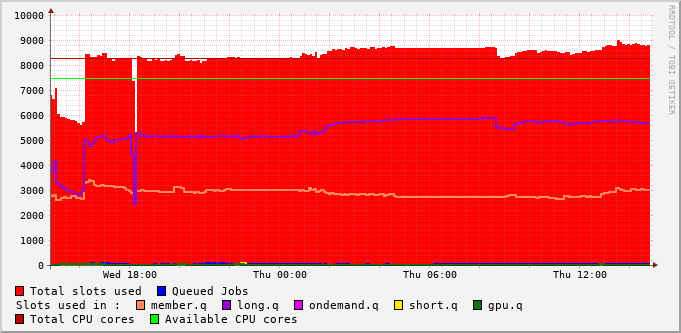 10000
9000
8000
7000
6000
5000
4000
3000
2000
1000
0
Wed 18:00 Thu 00:00 Thu 06:00 Thu 12:00
RRDTOOL / TOBI OETIKER
Total slots used Queued Jobs
Slots used in : member.q long.q ondemand.q short.q gpu.q
Total CPU cores Available CPU cores